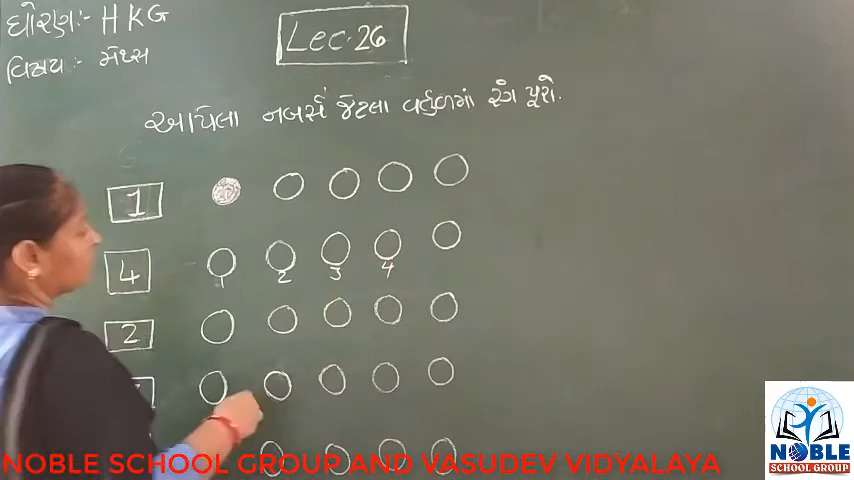 ધોરણ:- HKG
Lec-26
વિષય:- મેથ્સ
આપેલા નંબર્સ જેટલા વર્તુળમાં રંગ પૂરો.
1
4
1 2 3 4
2
NOBLE SCHOOL GROUP AND VASUDEV VIDYALAYA
NOBLE
SCHOOL GROUP